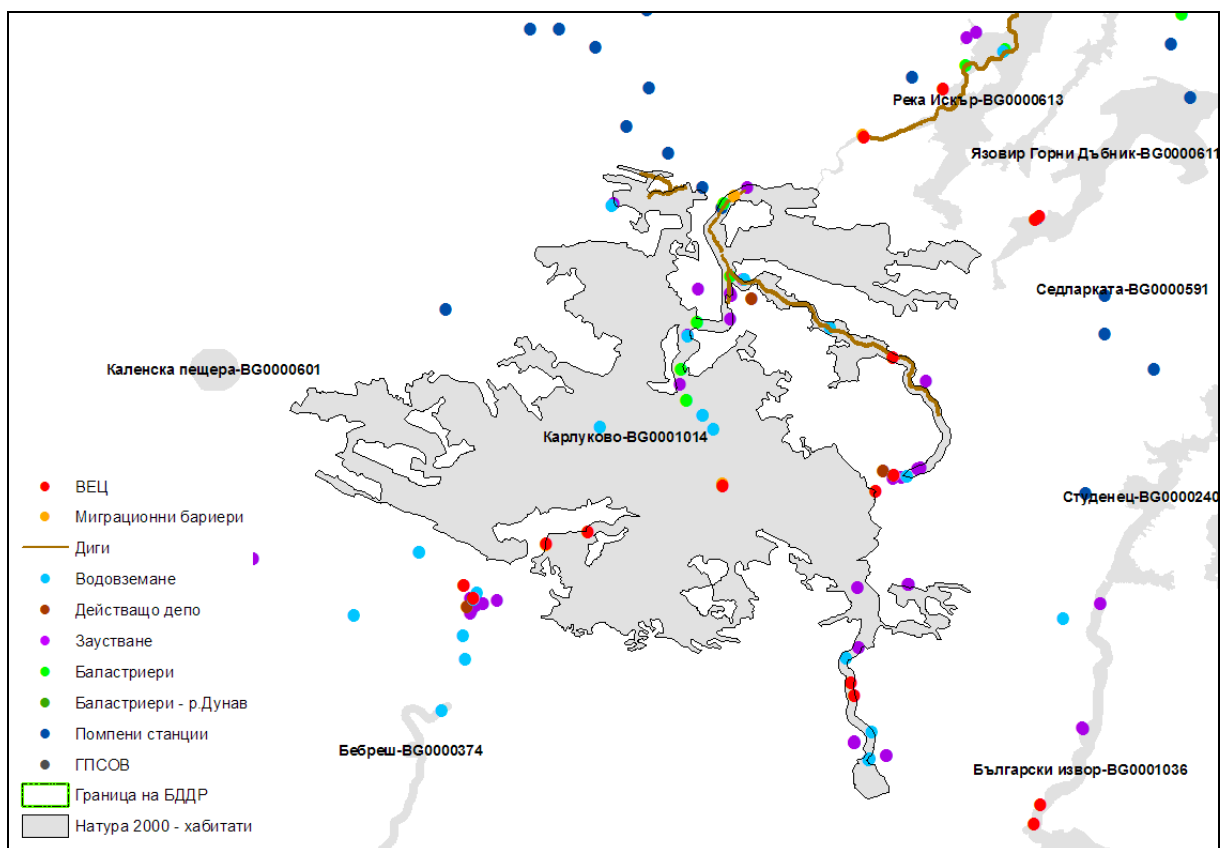 Река Искър-BG0000613
Язовир Горни Дъбник-BG0000611
Седларката-BG0000591
Каленска пещера-BG0000601
Карлуково-BG0001014
Студенец-BG0000240
Бебреш-BG0000374
Български извор-BG0001036
ВЕЦ
Миграционни бариери
Диги
Водовземане
Действащо депо
Заустване
Баластриери
Баластриери - р.Дунав
Помпени станции
ГПСОВ
Граница на БДДР
Натура 2000 - хабитати